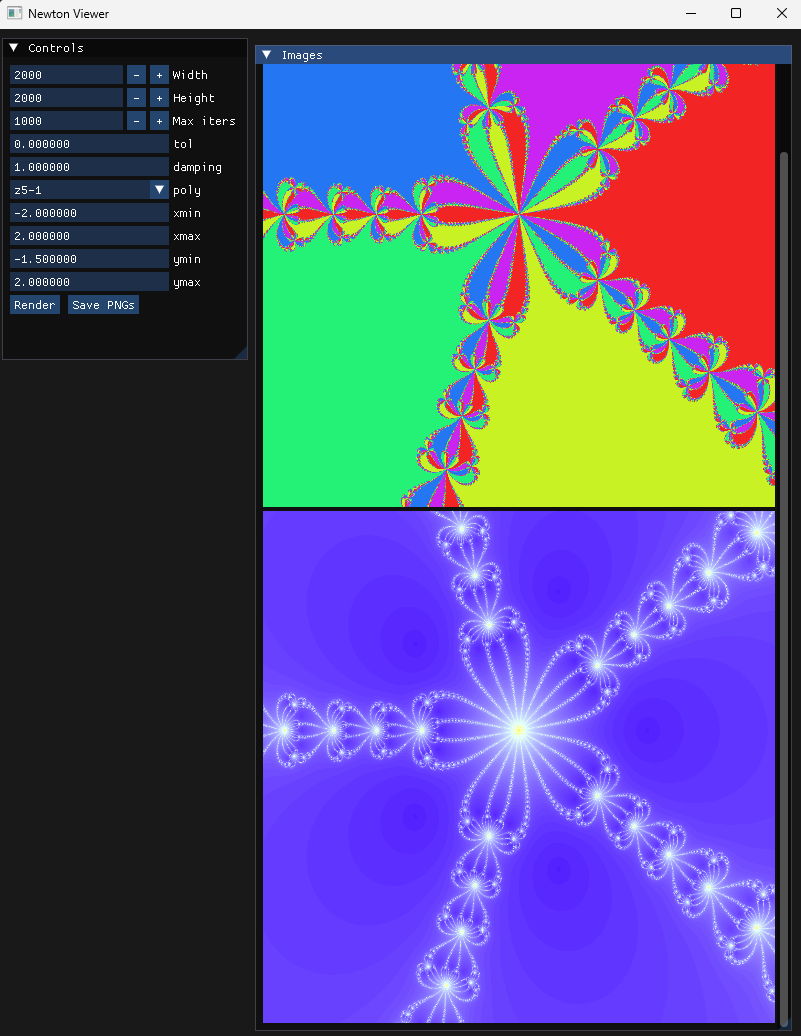 Newton Viewer
Controls
2000 - + Width
2000 - + Height
1000 - + Max iters
0.000000 tol
1.000000 damping
z5-1 poly
-2.000000 xmin
2.000000 xmax
-1.500000 ymin
2.000000 ymax
Render Save PNGs
Images